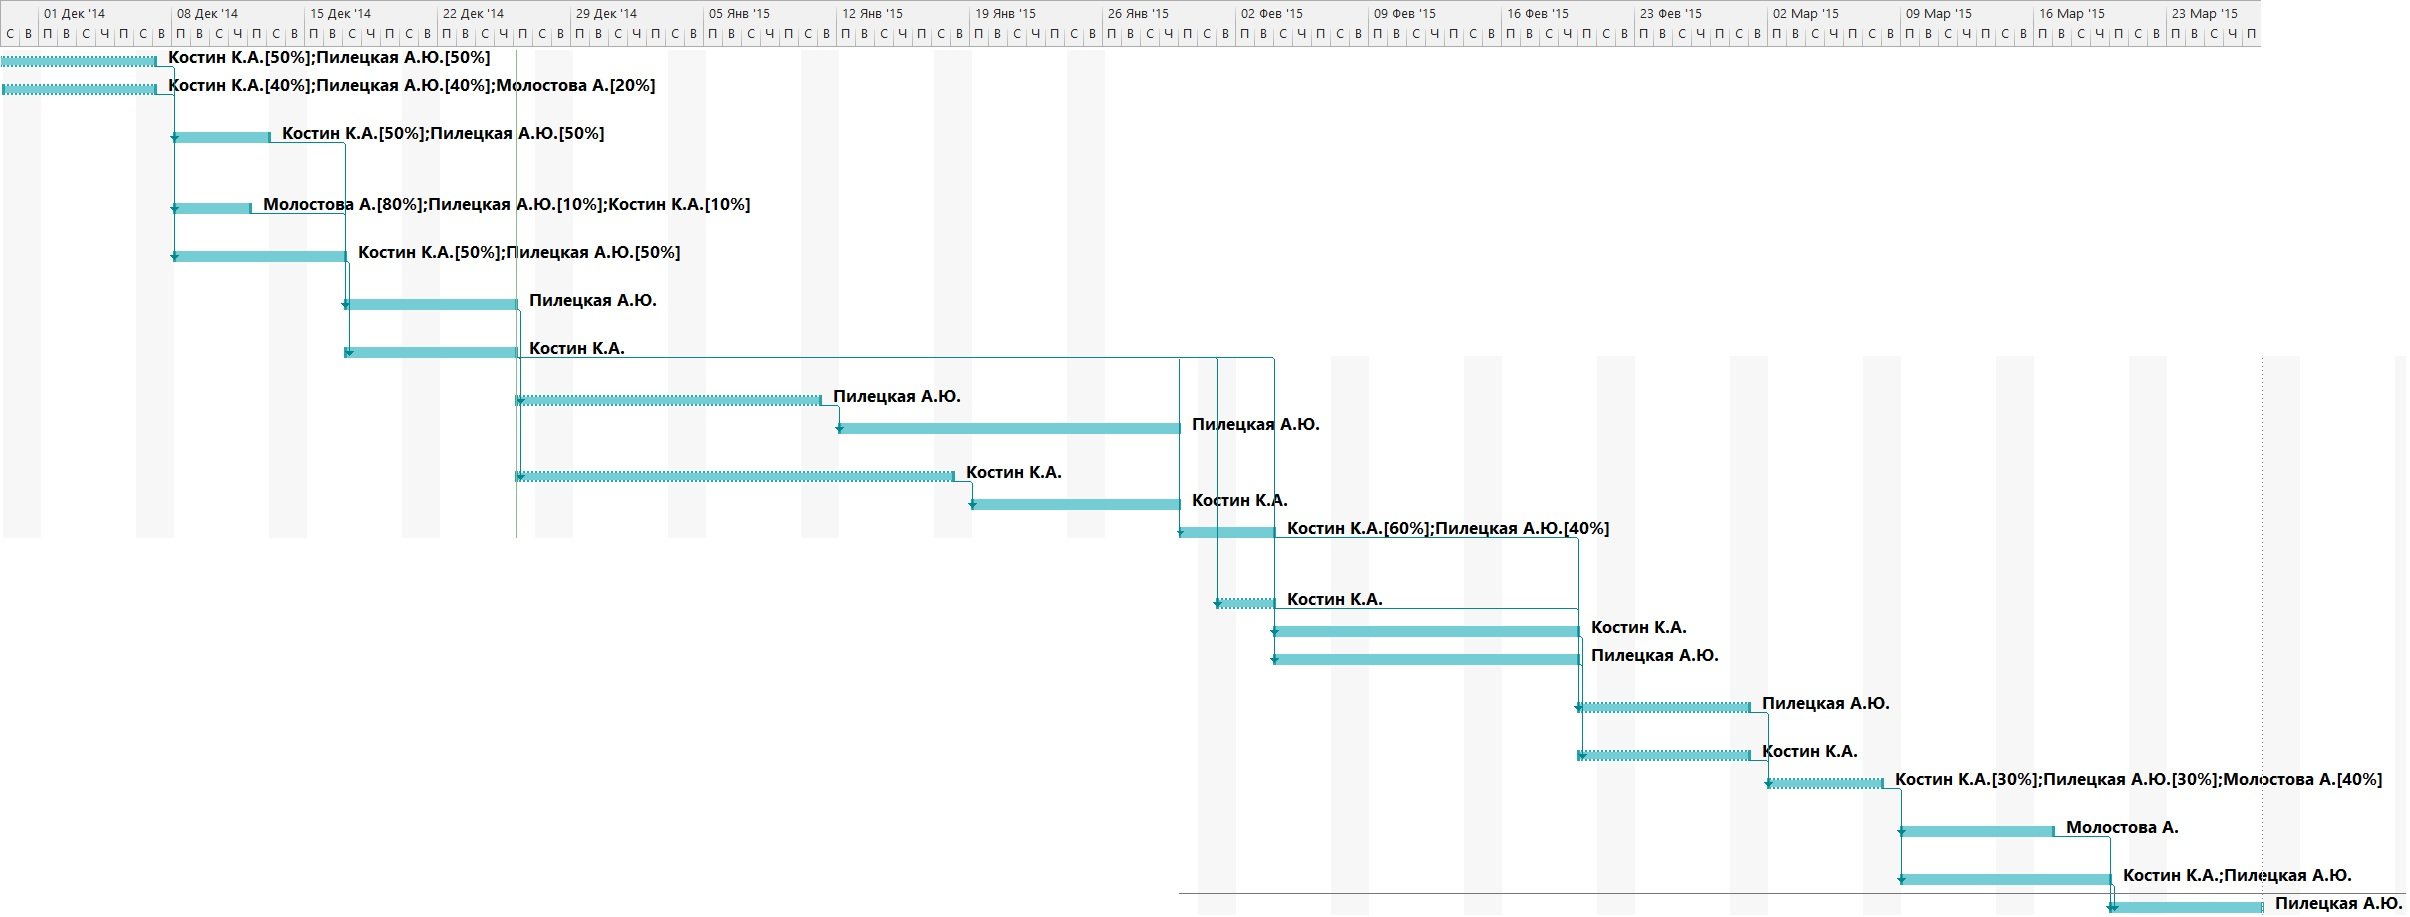 01 Дек '14 08 Дек '14 15 Дек '14 22 Дек '14 29 Дек '14 05 Янв '15 12 Янв '15 19 Янв '15 26 Янв '15 02 Фев '15 09 Фев '15 16 Фев '15 23 Фев '15 02 Мар '15 09 Мар '15 16 Мар '15 23 Мар '15
С В П В С Ч П С В П В С Ч П С В П В С Ч П С В П В С Ч П С В П В С Ч П С В П В С Ч П С В П В С Ч П С В П В С Ч П С В П В С Ч П С В П В С Ч П С В П В С Ч П С В П В С Ч П С В П В С Ч П С В П В С Ч П С В П В С Ч П С В П В С Ч П С В П В С Ч П
Костин К.А.[50%];Пилецкая А.Ю.[50%]
Костин К.А.[40%];Пилецкая А.Ю.[40%];Молостова А.[20%]
Костин К.А.[50%];Пилецкая А.Ю.[50%]
Молостова А.[80%];Пилецкая А.Ю.[10%];Костин К.А.[10%]
Костин К.А.[50%];Пилецкая А.Ю.[50%]
Пилецкая А.Ю.
Костин К.А.
Пилецкая А.Ю.
Пилецкая А.Ю.
Костин К.А.
Костин К.А.
Костин К.А.[60%];Пилецкая А.Ю.[40%]
Костин К.А.
Костин К.А.
Пилецкая А.Ю.
Пилецкая А.Ю.
Костин К.А.
Костин К.А.[30%];Пилецкая А.Ю.[30%];Молостова А.[40%]
Молостова А.
Костин К.А.;Пилецкая А.Ю.
Пилецкая А.Ю.